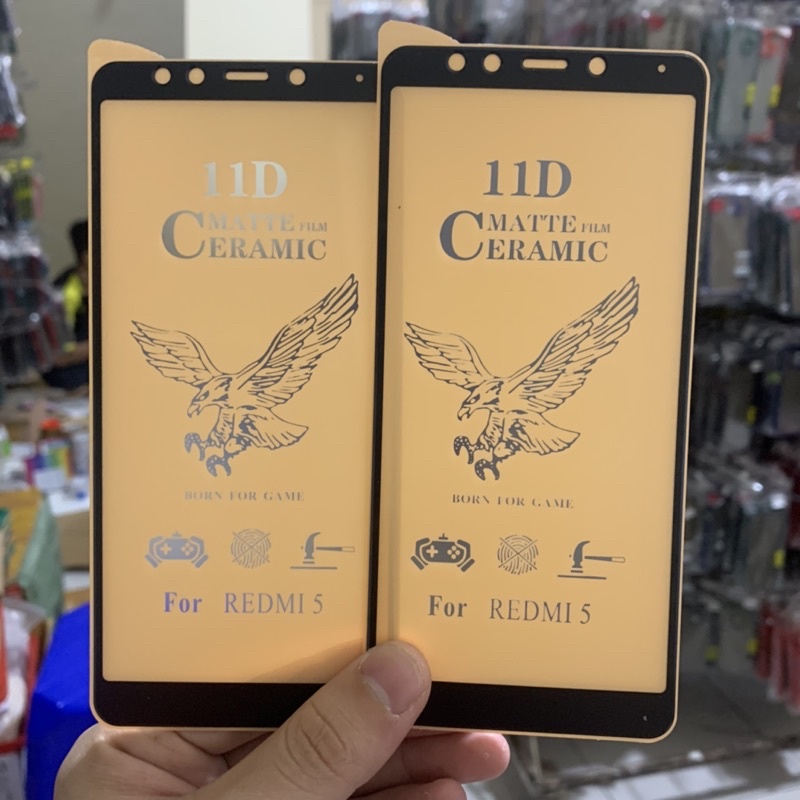 11D
CERAMIC
MATTE FILM
BORN FOR GAME
For REDMI 5
11D
CERAMIC
MATTE FILM
BORN FOR GAME
For REDMI 5